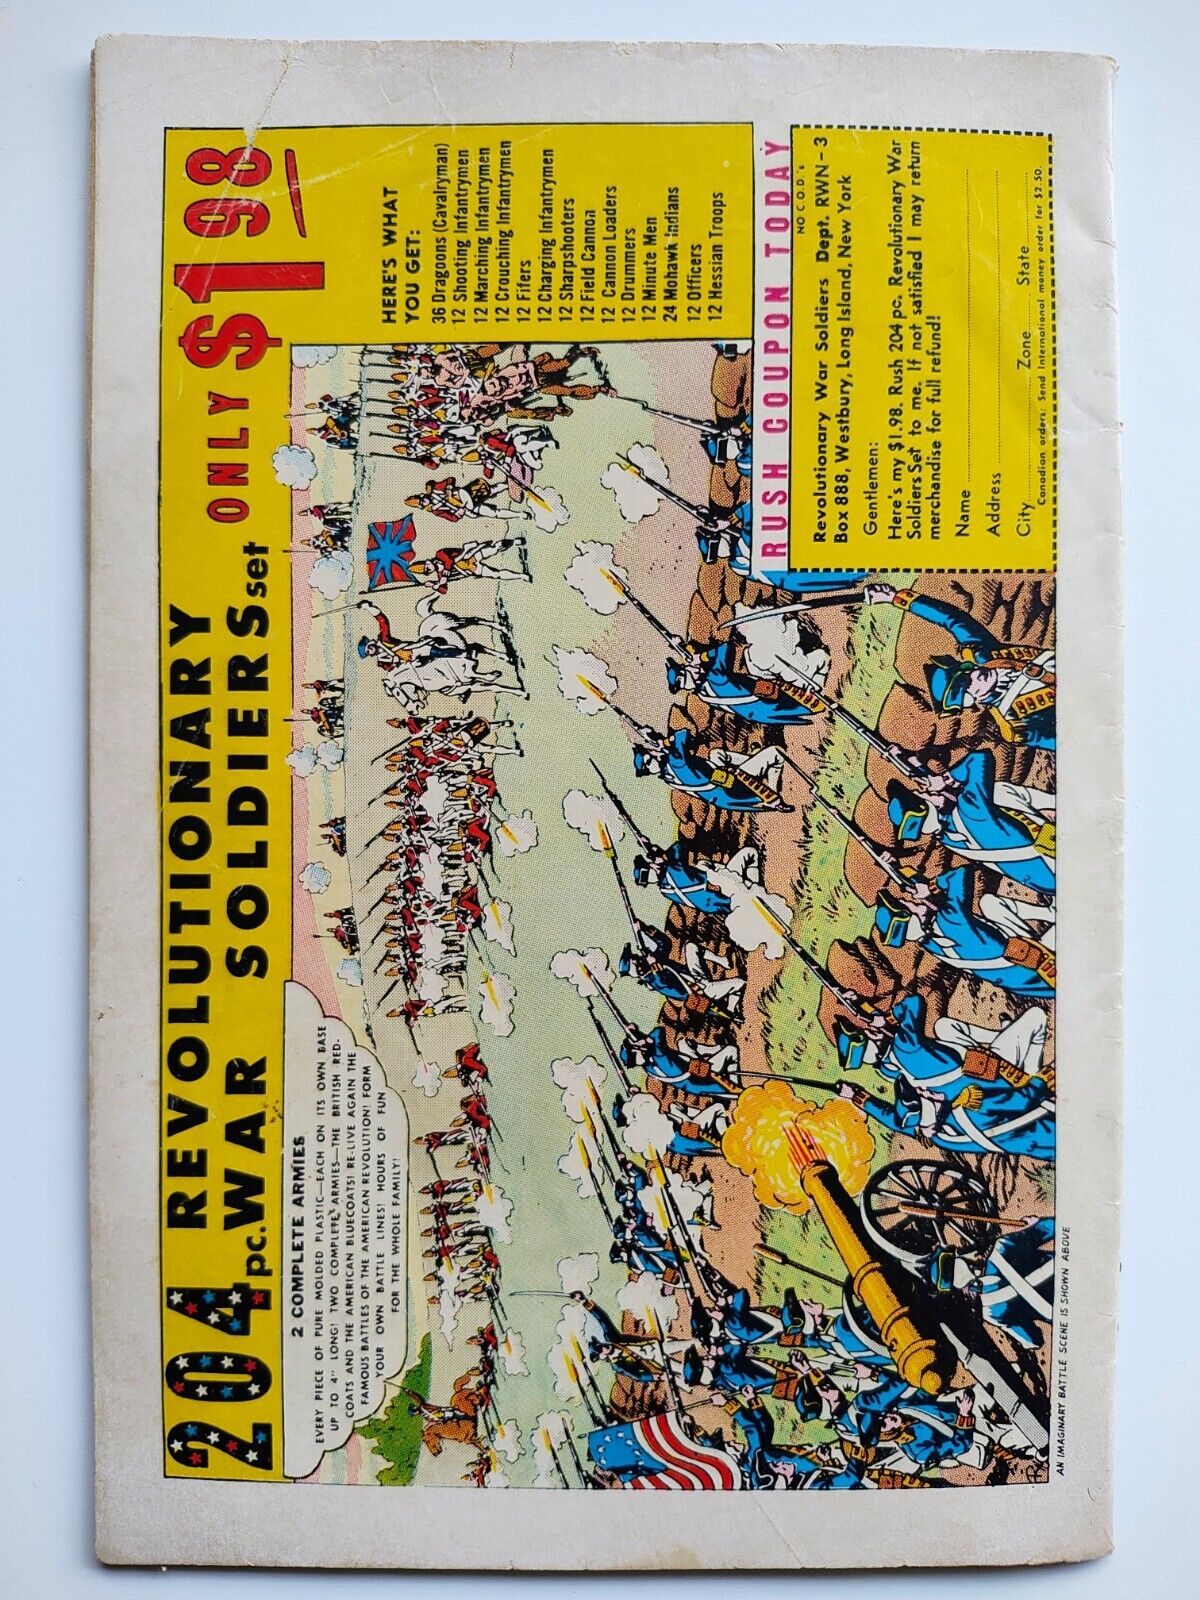 204 REVOLUTIONARY
pc. WAR SOLDIERS set ONLY $1.98
2 COMPLETE ARMIES
EVERY PIECE OF PURE MOLDED PLASTIC—EACH ON ITS OWN BASE
UP TO 4" LONG! TWO COMPLETE ARMIES—THE BRITISH RED-
COATS AND THE AMERICAN BLUECOATS! RE-LIVE AGAIN THE
FAMOUS BATTLES OF THE AMERICAN REVOLUTION! FORM
YOUR OWN BATTLE LINES! HOURS OF FUN
FOR THE WHOLE FAMILY!
HERE'S WHAT
YOU GET:
36 Dragoons (Cavalryman)
12 Shooting Infantrymen
12 Marching Infantrymen
12 Crouching Infantrymen
12 Fifers
12 Charging Infantrymen
12 Sharpshooters
12 Field Cannon
12 Cannon Loaders
12 Drummers
12 Minute Men
24 Mohawk Indians
12 Officers
12 Hessian Troops
RUSH COUPON TODAY
NO C.O.D.'s
Revolutionary War Soldiers Dept. RWN-3
Box 888, Westbury, Long Island, New York
Gentlemen:
Here's my $1.98. Rush 204 pc. Revolutionary War
Soldiers Set to me. If not satisfied I may return
merchandise for full refund!
Name
Address
City Zone State
Canadian orders: Send International money order for $2.50.
AN IMAGINARY BATTLE SCENE IS SHOWN ABOVE